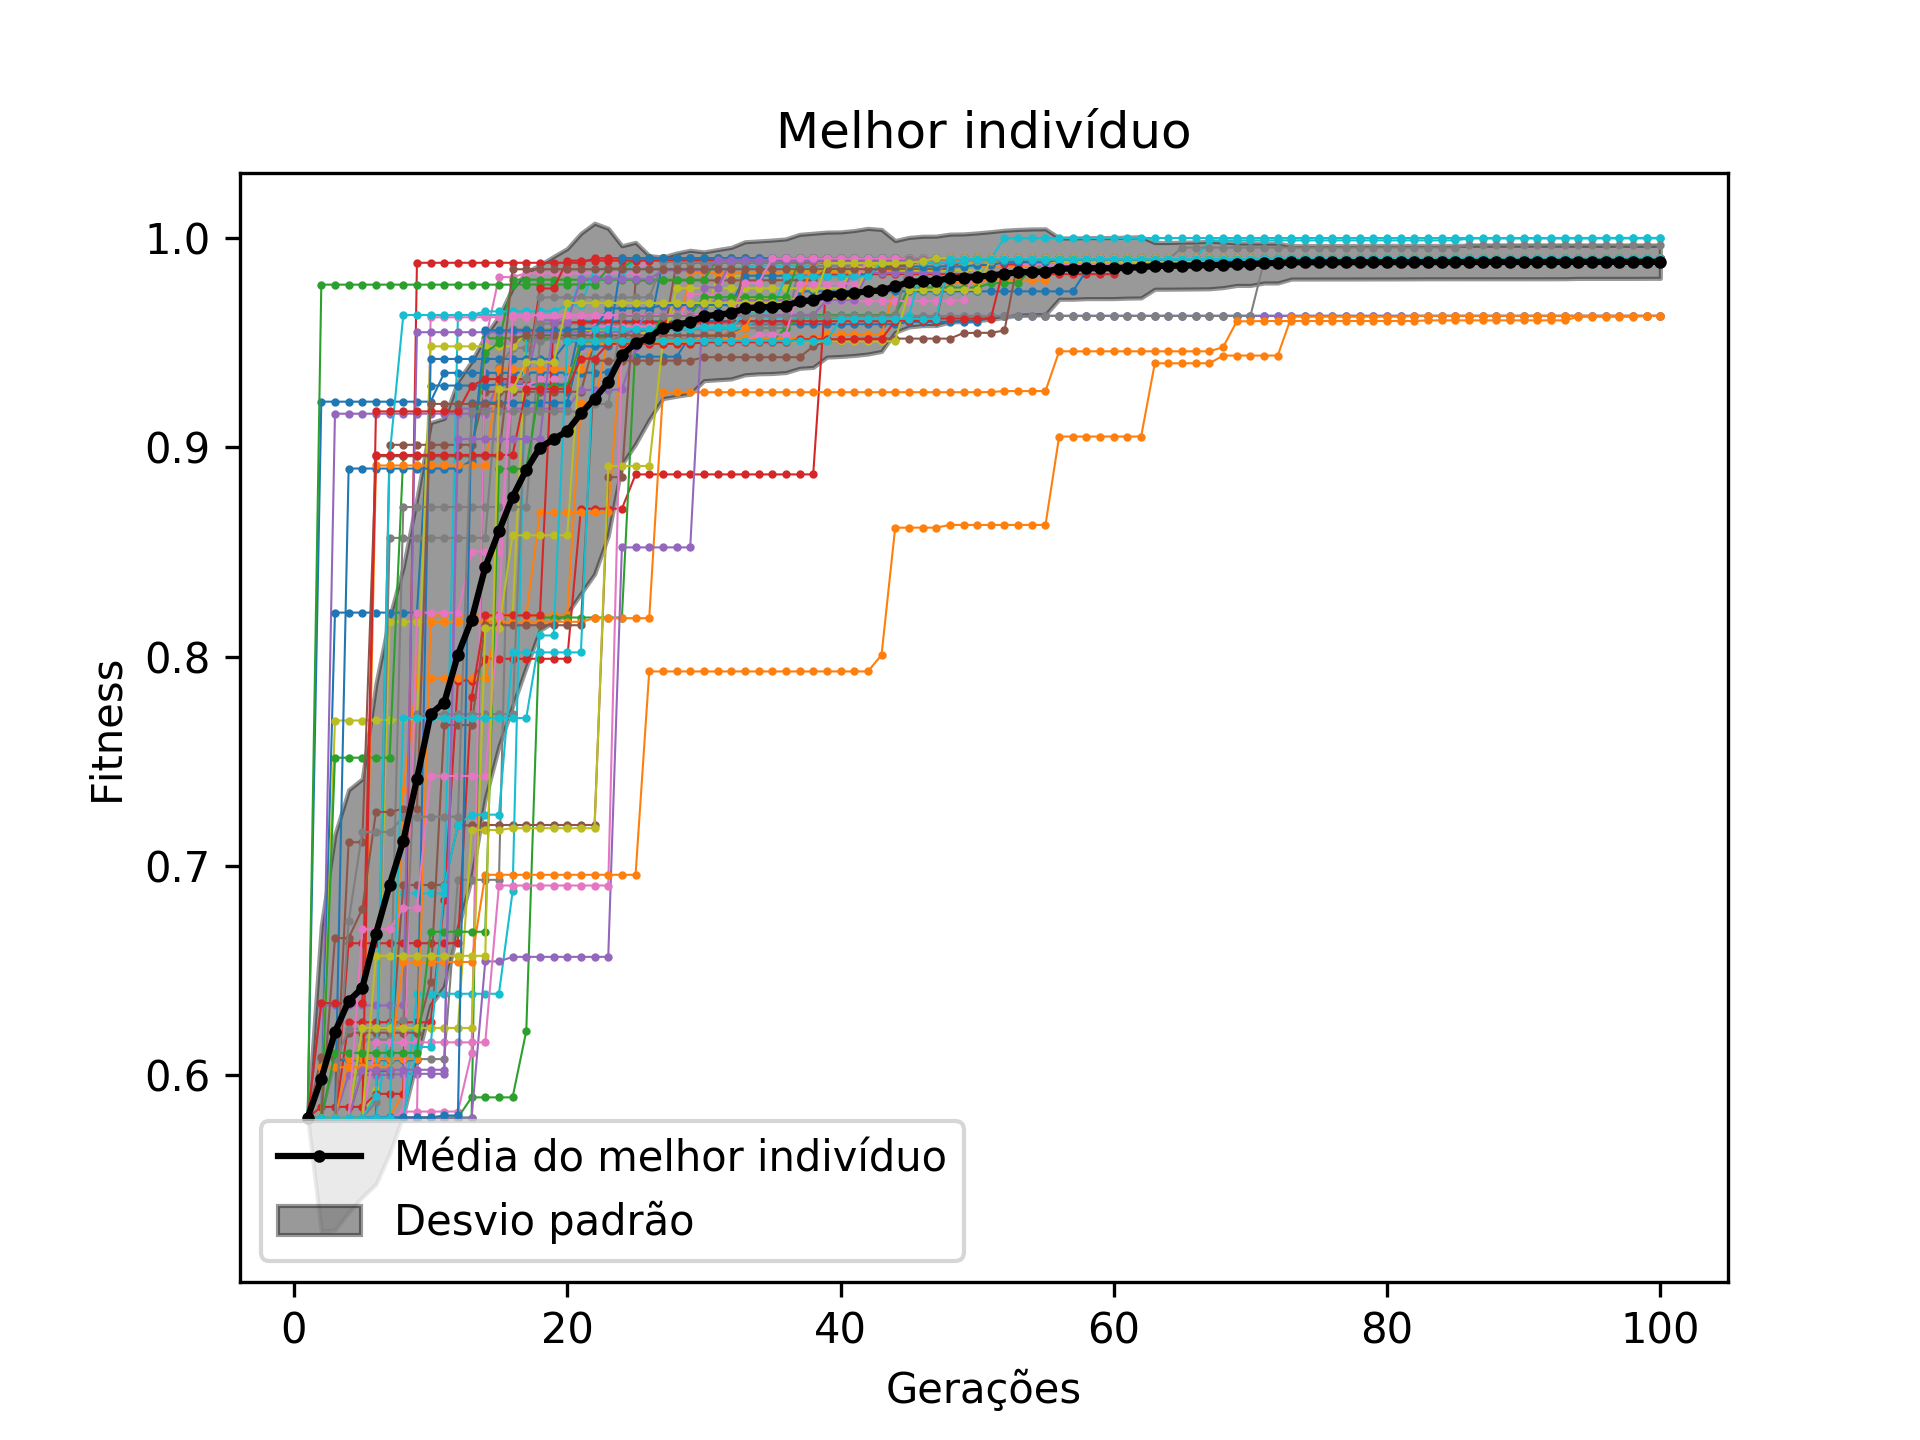 Melhor indivíduo
1.0
0.9
0.8
0.7
0.6
Fitness
Média do melhor indivíduo
Desvio padrão
0 20 40 60 80 100
Gerações